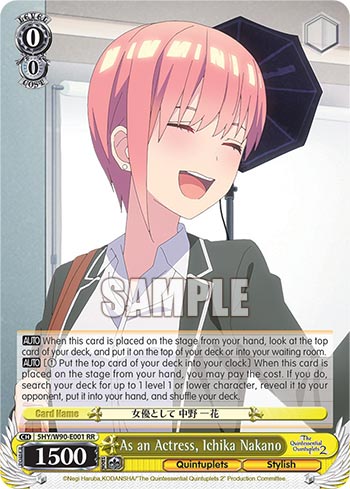 LEVEL
0
0
COST
SAMPLE
AUTO When this card is placed on the stage from your hand, look at the top
card of your deck, and put it on the top of your deck or into your waiting room.
AUTO [① Put the top card of your deck into your clock] When this card is
placed on the stage from your hand, you may pay the cost. If you do,
search your deck for up to 1 level 1 or lower character, reveal it to your
opponent, put it into your hand, and shuffle your deck.
Card Name
女優として 中野 一花
CH
5HY/W90-E001 RR
As an Actress, Ichika Nakano
The
Quintessential
Quintuplets 2
1500
Quintuplets
Stylish
©Negi Haruba,KODANSHA/"The Quintessential Quintuplets 2" Production Committee.